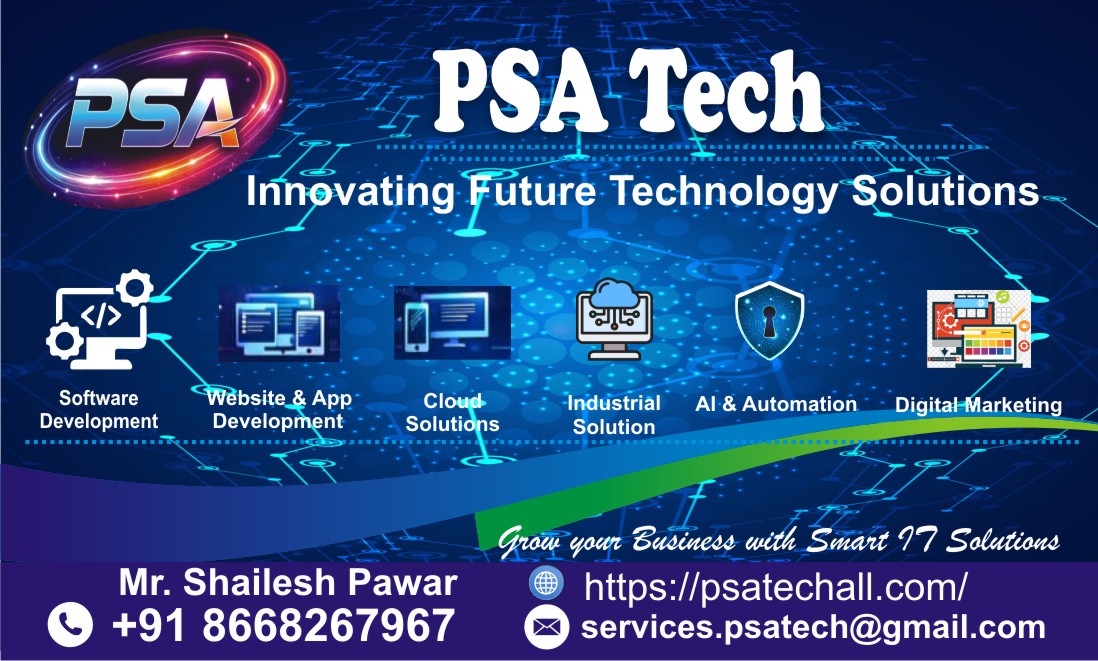 PSA
PSA Tech
Innovating Future Technology Solutions
</>
Software
Development
Website & App
Development
Cloud
Solutions
Industrial
Solution
AI & Automation
Digital Marketing
Grow your Business with Smart IT Solutions
Mr. Shailesh Pawar
+91 8668267967
https://psatechall.com/
services.psatech@gmail.com